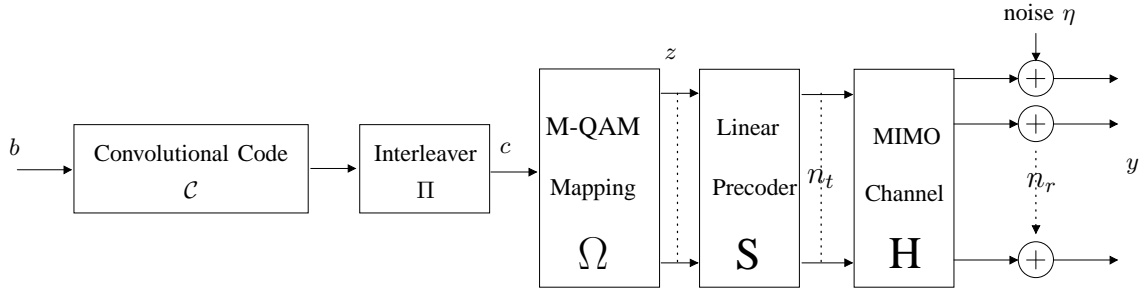 noise η
z
b
Convolutional Code
C
Interleaver
Π
c
M-QAM
Mapping
Ω
Linear
Precoder
S
n_t
MIMO
Channel
H
+
+
n_r
+
y